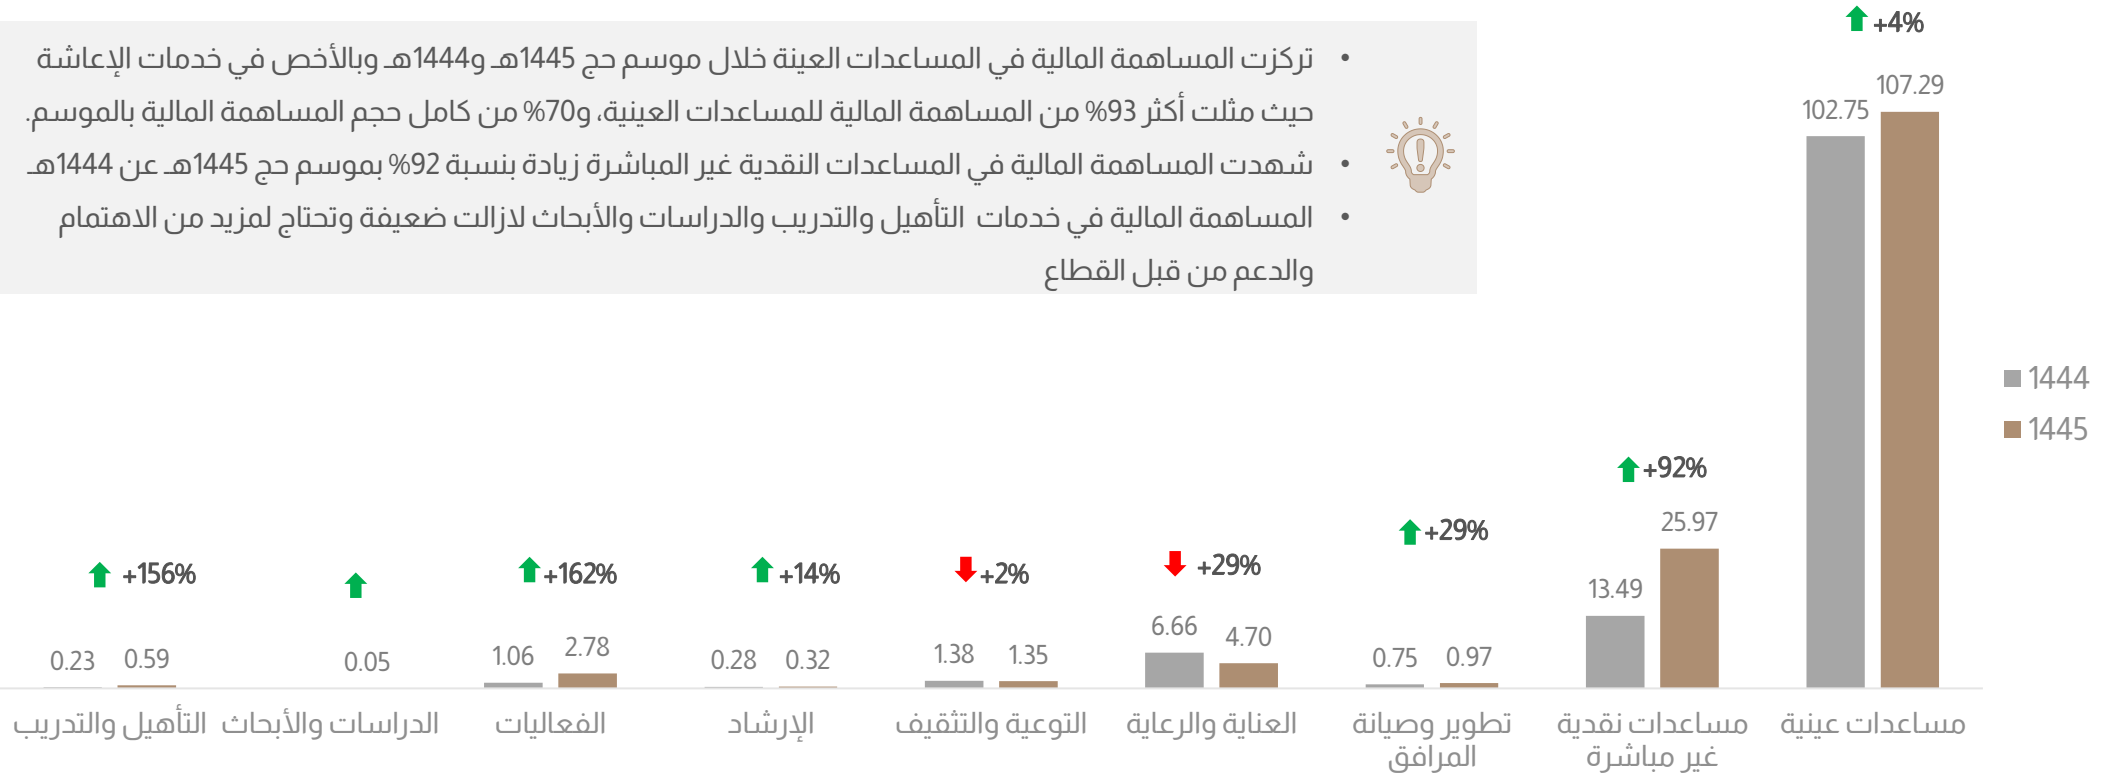 • تركزت المساهمة المالية في المساعدات العينة خلال موسم حج 1445هـ و1444هـ وبالأخص في خدمات الإعاشة
حيث مثلت أكثر 93% من المساهمة المالية للمساعدات العينية، و70% من كامل حجم المساهمة المالية بالموسم.
• شهدت المساهمة المالية في المساعدات النقدية غير المباشرة زيادة بنسبة 92% بموسم حج 1445هـ عن 1444هـ
• المساهمة المالية في خدمات التأهيل والتدريب والدراسات والأبحاث لازالت ضعيفة وتحتاج لمزيد من الاهتمام
والدعم من قبل القطاع
+4%
102.75 107.29
1444
1445
+92%
13.49 25.97
+29%
0.75 0.97
+29%
6.66 4.70
+2%
1.38 1.35
+14%
0.28 0.32
+162%
1.06 2.78
0.05
+156%
0.23 0.59
مساعدات عينية
مساعدات نقدية
غير مباشرة
تطوير وصيانة
المرافق
العناية والرعاية
التوعية والتثقيف
الإرشاد
الفعاليات
الدراسات والأبحاث
التأهيل والتدريب